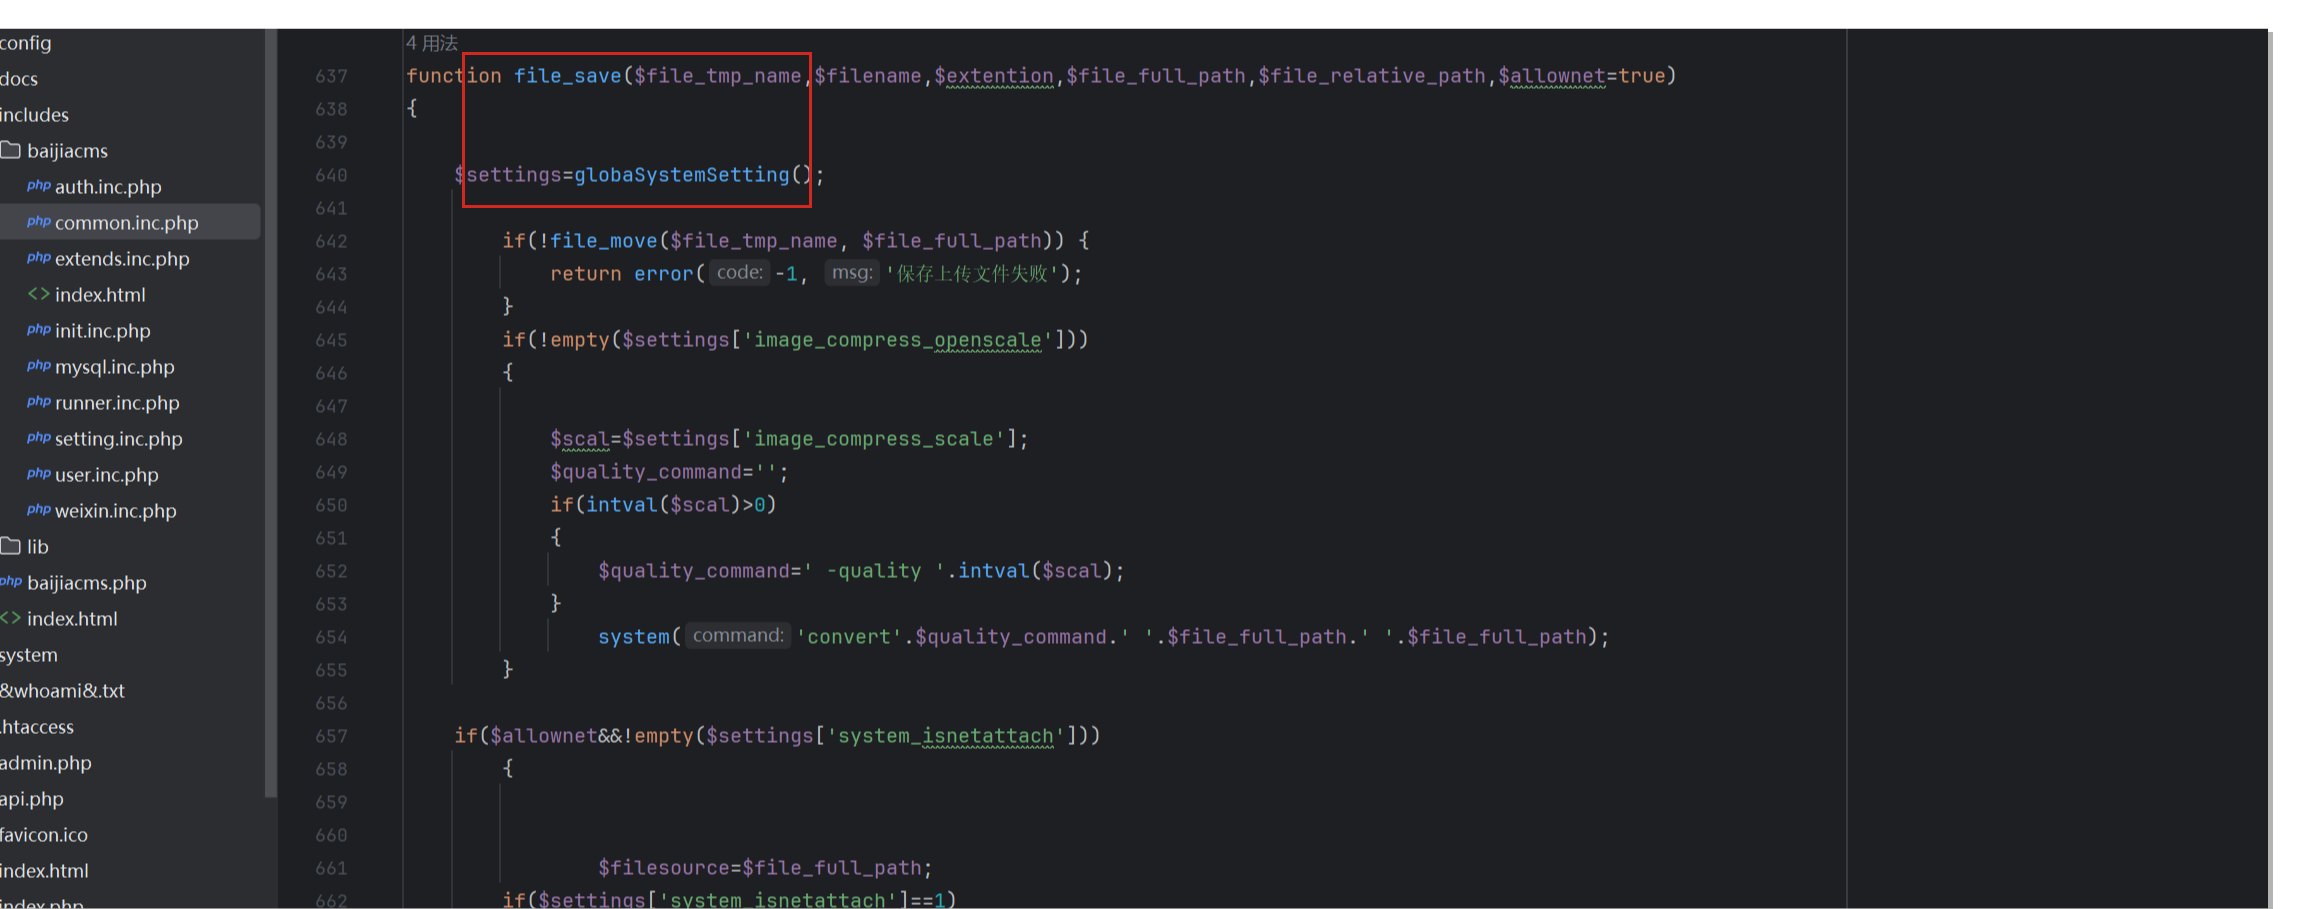 config
docs
includes
baijiacms
php auth.inc.php
php common.inc.php
php extends.inc.php
<> index.html
php init.inc.php
php mysql.inc.php
php runner.inc.php
php setting.inc.php
php user.inc.php
php weixin.inc.php
lib
php baijiacms.php
<> index.html
system
&whoami&.txt
.htaccess
admin.php
api.php
favicon.ico
index.html
index.php
4 用法
637 function file_save($file_tmp_name,$filename,$extention,$file_full_path,$file_relative_path,$allownet=true)
638 {
639
640 $settings=globaSystemSetting();
641
642 if(!file_move($file_tmp_name, $file_full_path)) {
643 return error( code: -1, msg: '保存上传文件失败');
644 }
645 if(!empty($settings['image_compress_openscale']))
646 {
647
648 $scal=$settings['image_compress_scale'];
649 $quality_command='';
650 if(intval($scal)>0)
651 {
652 $quality_command=' -quality '.intval($scal);
653 }
654 system( command: 'convert'.$quality_command.' '.$file_full_path.' '.$file_full_path);
655 }
656
657 if($allownet&&!empty($settings['system_isnetattach']))
658 {
659
660
661 $filesource=$file_full_path;
662 if($settings['system_isnetattach']==1)